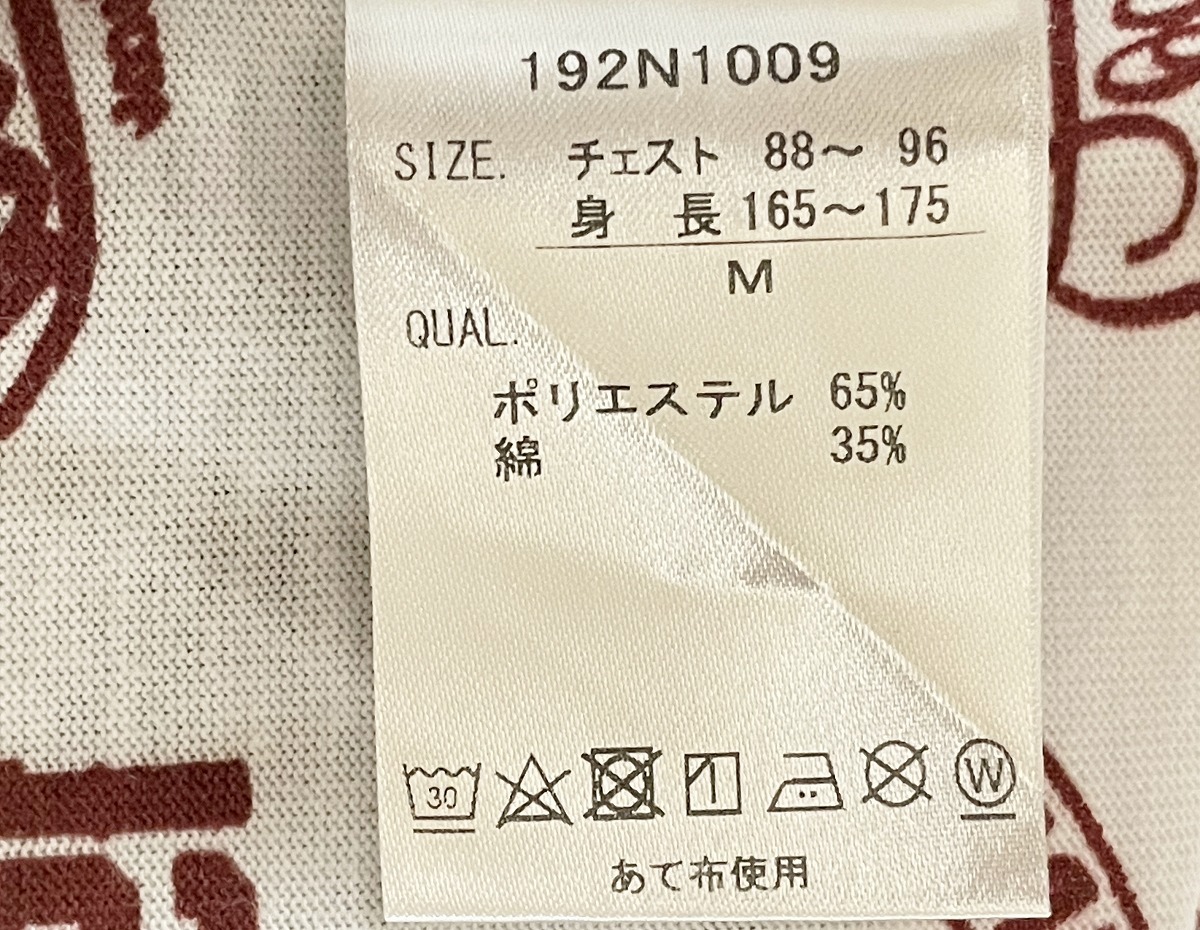 192N1009
SIZE. チェスト 88～ 96
身 長 165～175
M
QUAL.
ポリエステル 65%
綿 35%
30 W
あて布使用